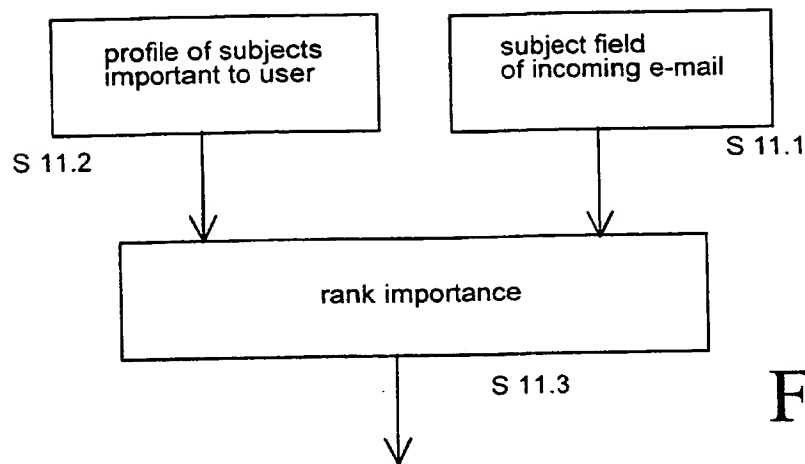 profile of subjects
important to user
subject field
of incoming e-mail
S 11.2
S 11.1
rank importance
S 11.3
F